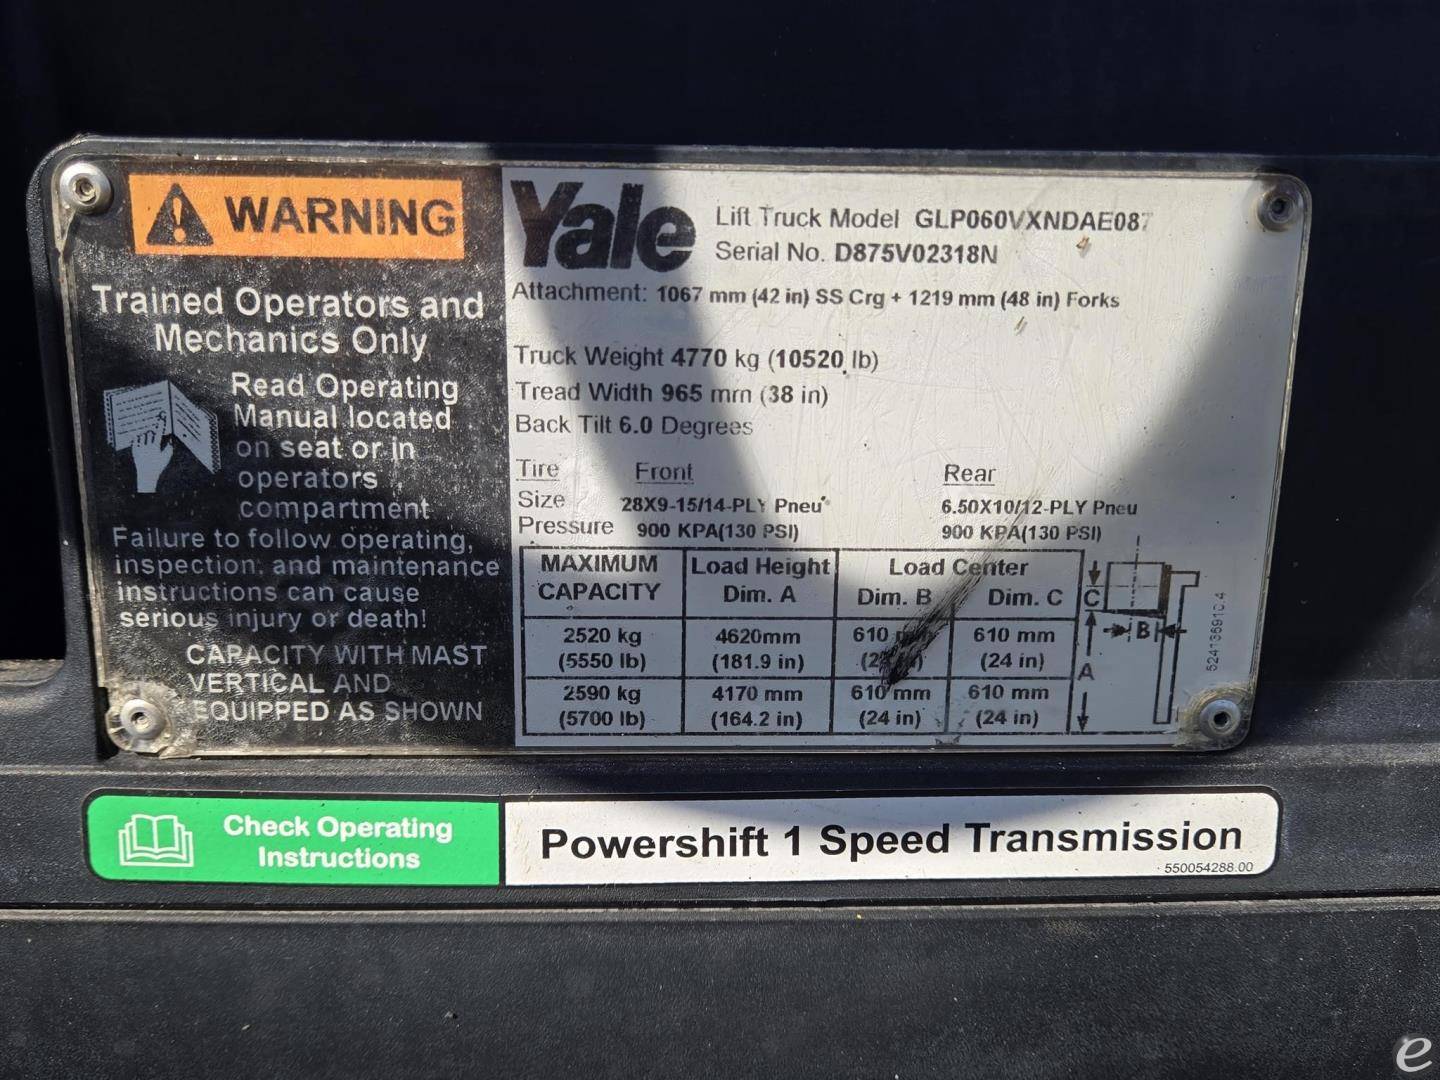 WARNING
Trained Operators and
Mechanics Only
Read Operating
Manual located
on seat or in
operators
compartment
Failure to follow operating,
inspection, and maintenance
instructions can cause
serious injury or death!
CAPACITY WITH MAST
VERTICAL AND
EQUIPPED AS SHOWN
Yale
Lift Truck Model GLP060VXNDAE087
Serial No. D875V02318N
Attachment: 1067 mm (42 in) SS Crg + 1219 mm (48 in) Forks
Truck Weight 4770 kg (10520 lb)
Tread Width 965 mm (38 in)
Back Tilt 6.0 Degrees
Tire Front Rear
Size 28X9-15/14-PLY Pneu 6.50X10/12-PLY Pneu
Pressure 900 KPA(130 PSI) 900 KPA(130 PSI)
MAXIMUM Load Height Load Center
CAPACITY Dim. A Dim. B Dim. C
2520 kg 4620mm 610 mm 610 mm
(5550 lb) (181.9 in) (24 in) (24 in)
2590 kg 4170 mm 610 mm 610 mm
(5700 lb) (164.2 in) (24 in) (24 in)
C
B
A
Check Operating
Instructions
Powershift 1 Speed Transmission
550054288.00
e